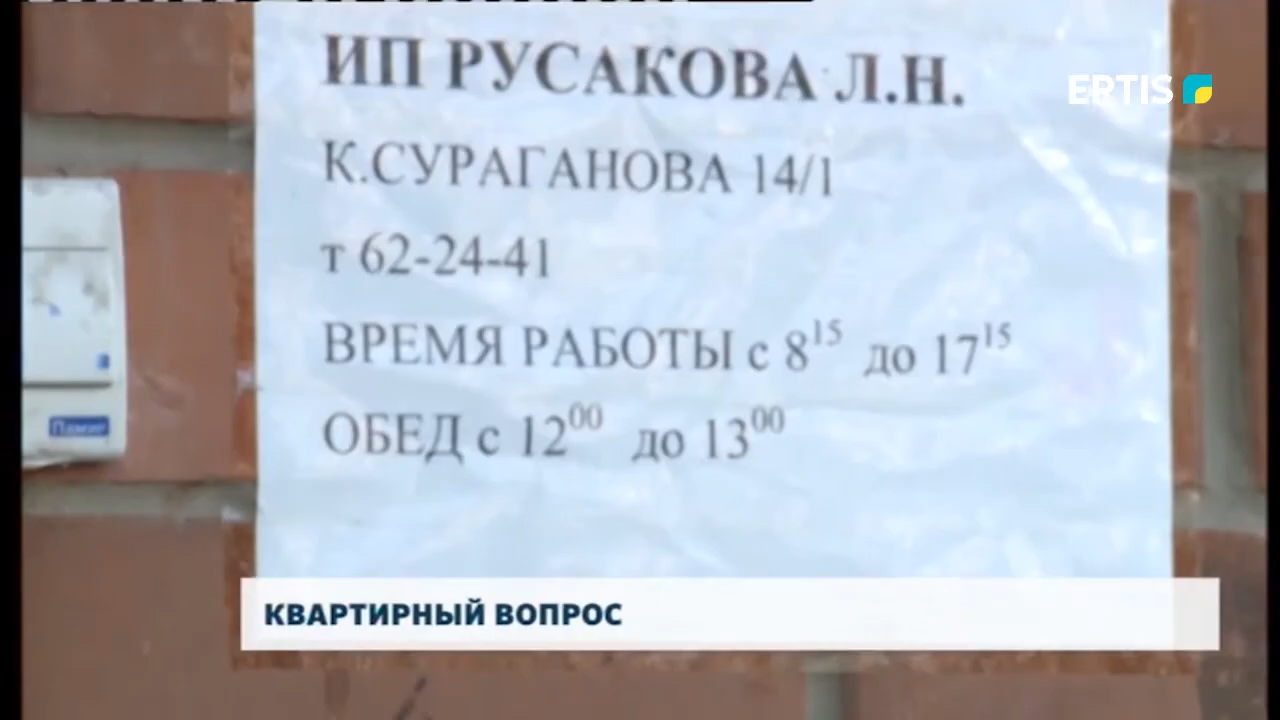 ИП РУСАКОВА Л.Н.
ERTIS
К.СУРАГАНОВА 14/1
т 62-24-41
ВРЕМЯ РАБОТЫ с 8¹⁵ до 17¹⁵
ОБЕД с 12⁰⁰ до 13⁰⁰
КВАРТИРНЫЙ ВОПРОС